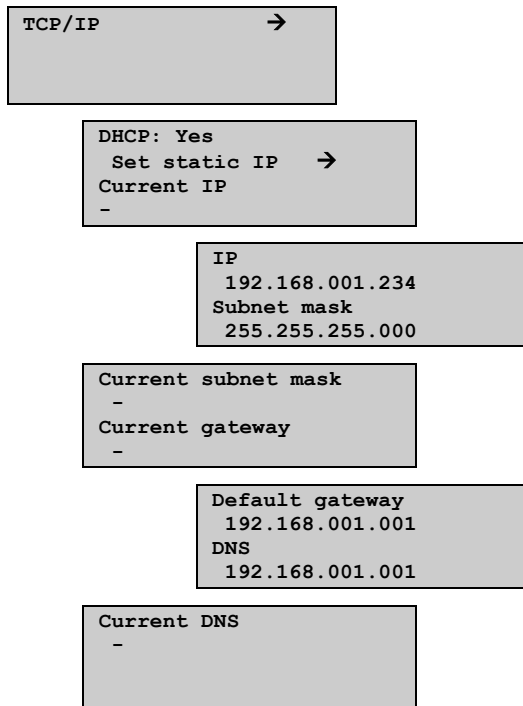 TCP/IP →
DHCP: Yes
Set static IP →
Current IP
-
IP
192.168.001.234
Subnet mask
255.255.255.000
Current subnet mask
-
Current gateway
-
Default gateway
192.168.001.001
DNS
192.168.001.001
Current DNS
-